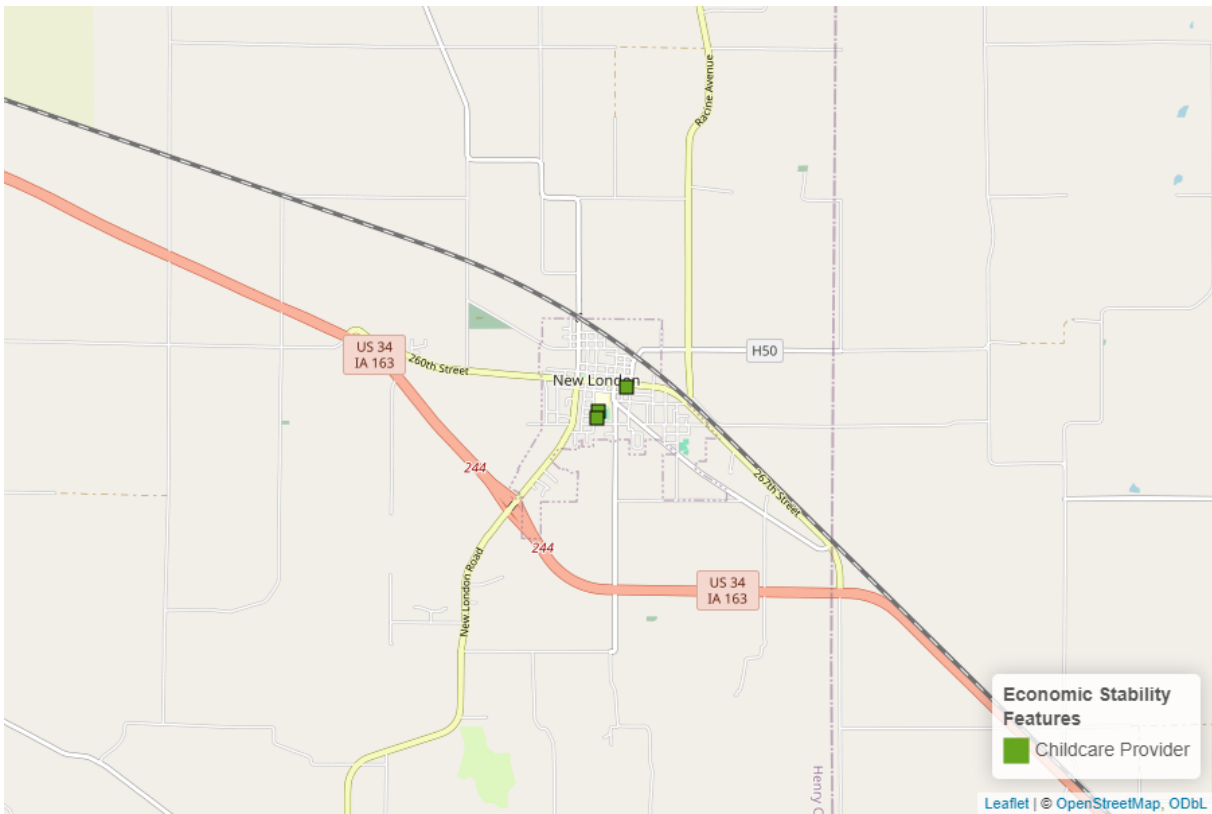 Racine Avenue
US 34
IA 163
260th Street
H50
New London
244
267th Street
244
New London Road
US 34
IA 163
Economic Stability
Features
Childcare Provider
Henry C
Leaflet | © OpenStreetMap, ODbL